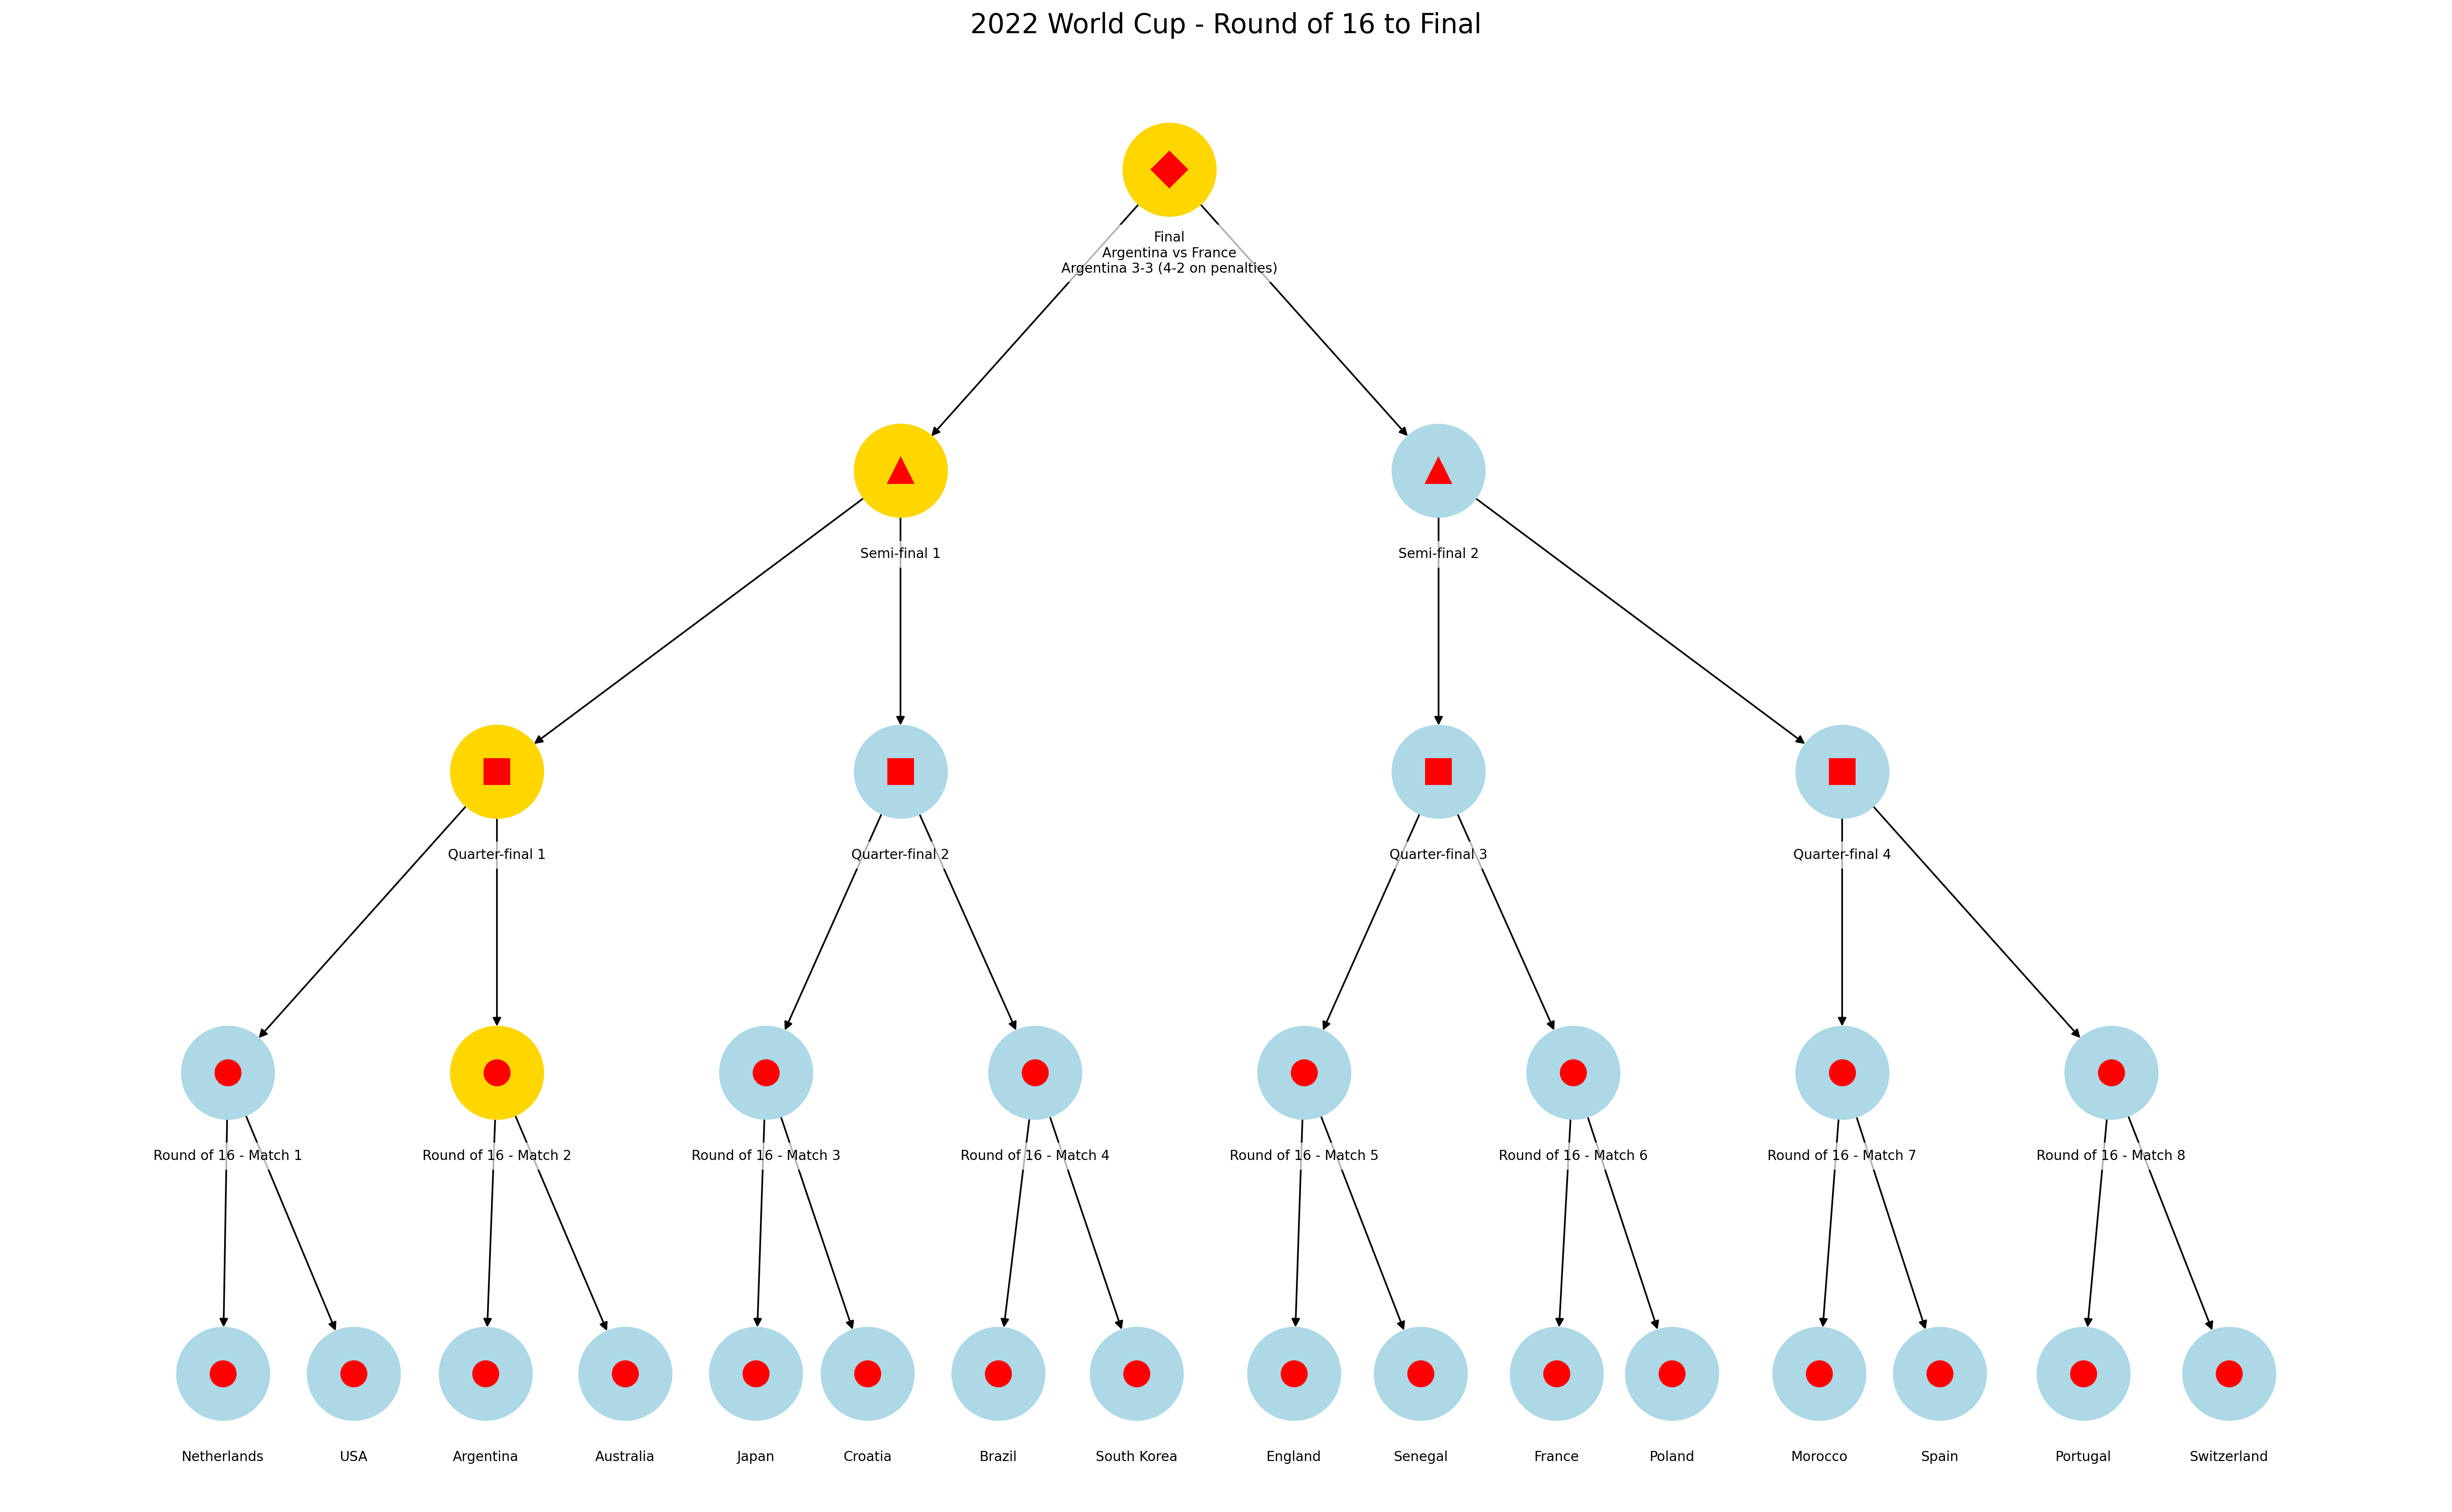 2022 World Cup - Round of 16 to Final
Final
Argentina vs France
Argentina 3-3 (4-2 on penalties)
Semi-final 1
Semi-final 2
Quarter-final 1
Quarter-final 2
Quarter-final 3
Quarter-final 4
Round of 16 - Match 1
Round of 16 - Match 2
Round of 16 - Match 3
Round of 16 - Match 4
Round of 16 - Match 5
Round of 16 - Match 6
Round of 16 - Match 7
Round of 16 - Match 8
Netherlands
USA
Argentina
Australia
Japan
Croatia
Brazil
South Korea
England
Senegal
France
Poland
Morocco
Spain
Portugal
Switzerland